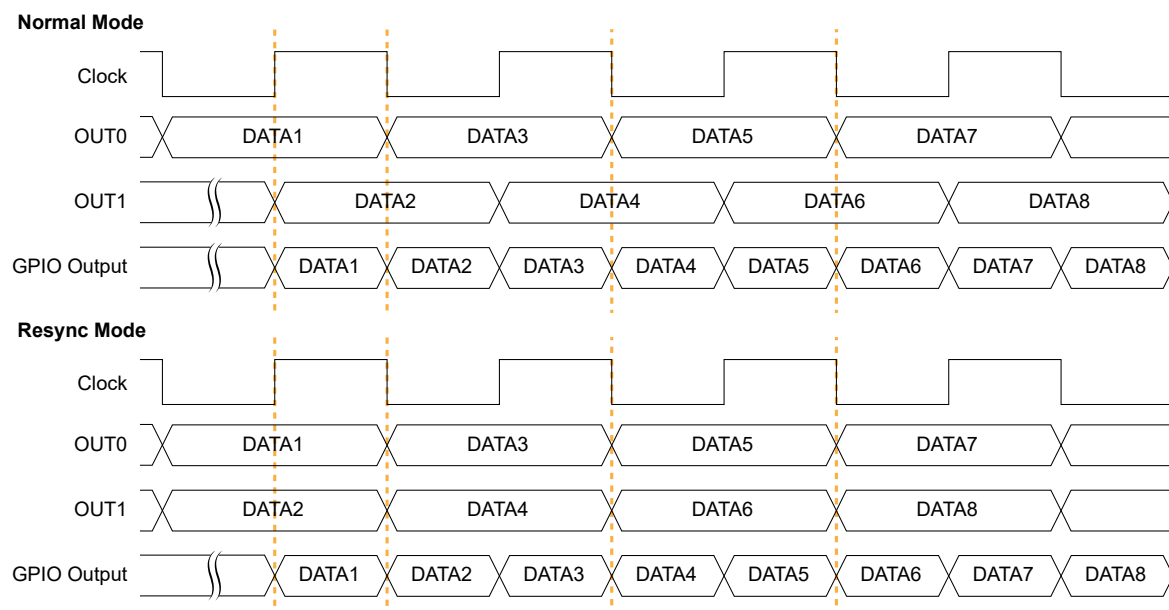 Normal Mode
Clock
OUT0 DATA1 DATA3 DATA5 DATA7
OUT1 DATA2 DATA4 DATA6 DATA8
GPIO Output DATA1 DATA2 DATA3 DATA4 DATA5 DATA6 DATA7 DATA8
Resync Mode
Clock
OUT0 DATA1 DATA3 DATA5 DATA7
OUT1 DATA2 DATA4 DATA6 DATA8
GPIO Output DATA1 DATA2 DATA3 DATA4 DATA5 DATA6 DATA7 DATA8